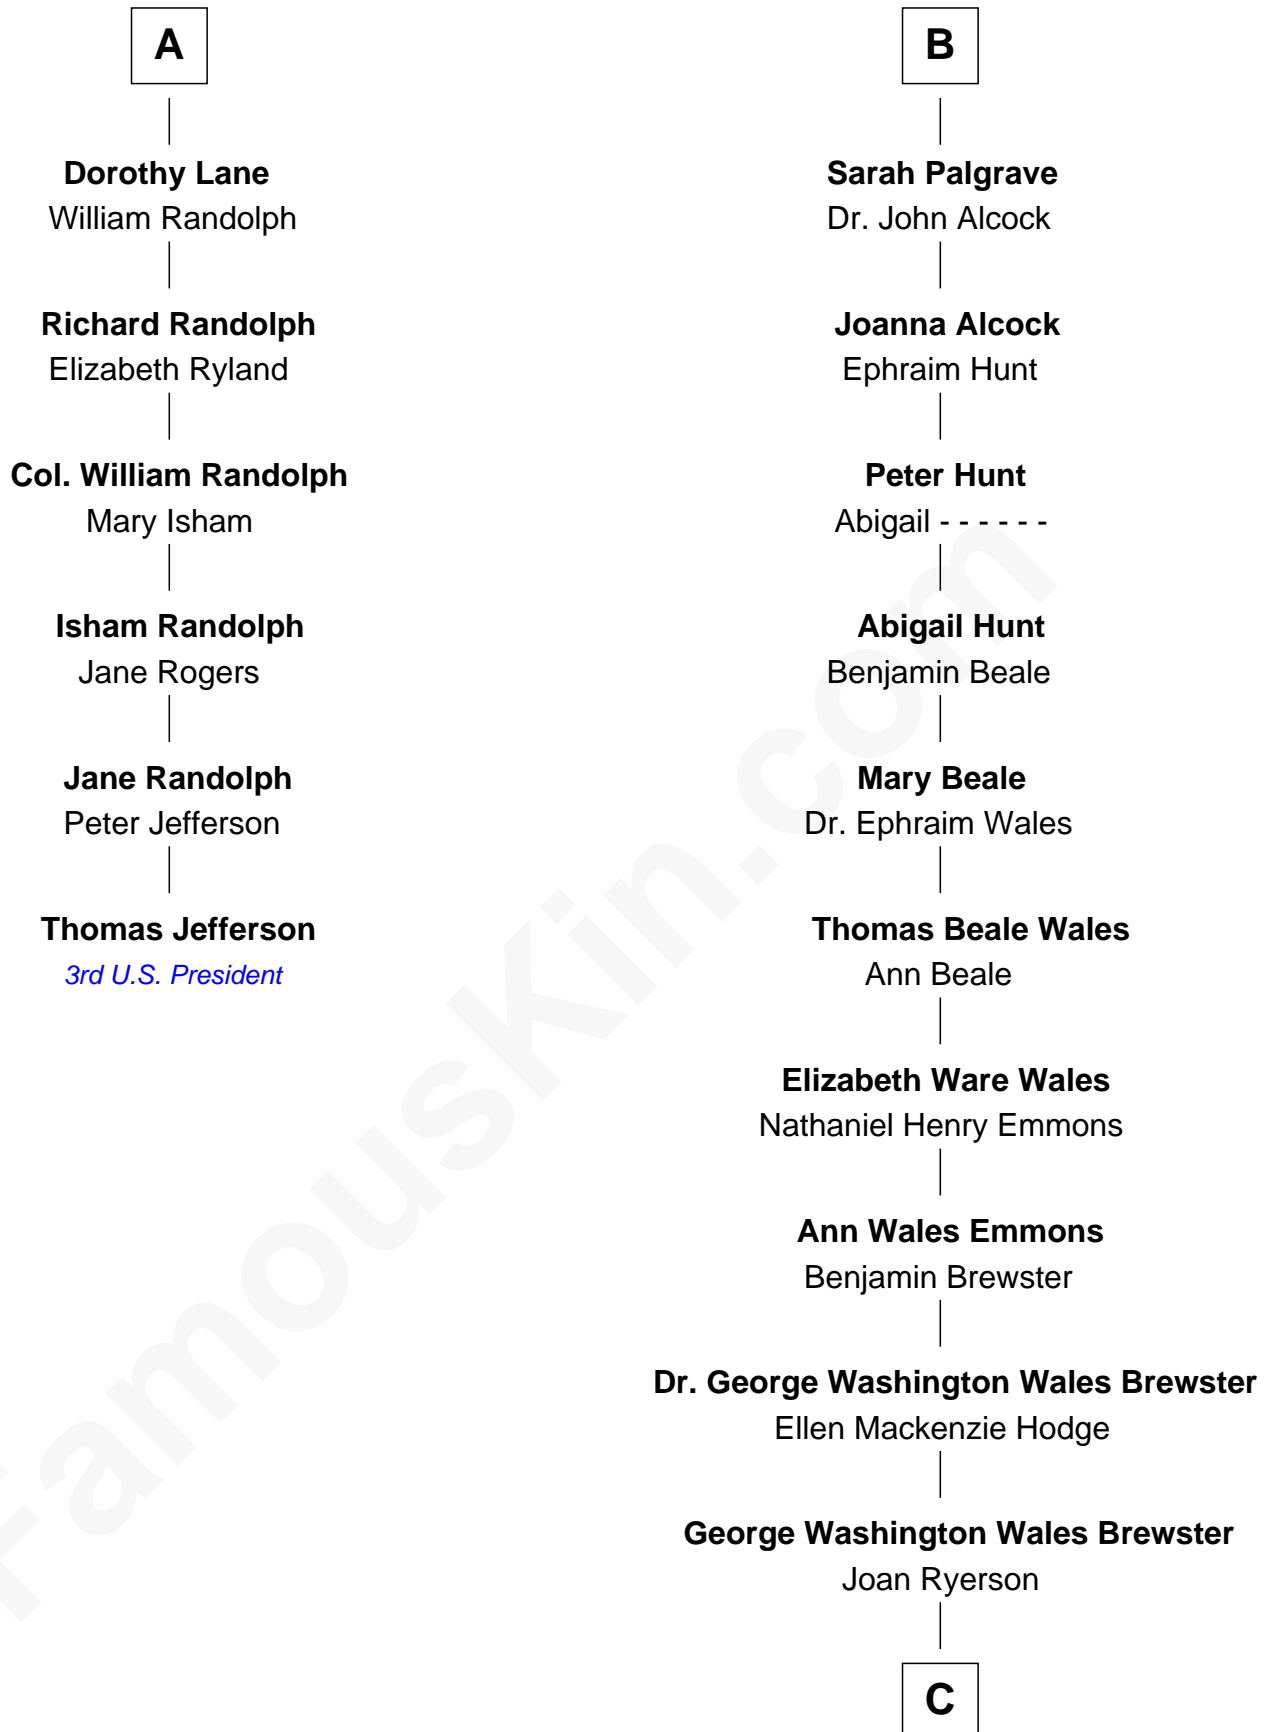 A
Dorothy Lane
William Randolph
Richard Randolph
Elizabeth Ryland
Col. William Randolph
Mary Isham
Isham Randolph
Jane Rogers
Jane Randolph
Peter Jefferson
Thomas Jefferson
3rd U.S. President
B
Sarah Palgrave
Dr. John Alcock
Joanna Alcock
Ephraim Hunt
Peter Hunt
Abigail - - - - - -
Abigail Hunt
Benjamin Beale
Mary Beale
Dr. Ephraim Wales
Thomas Beale Wales
Ann Beale
Elizabeth Ware Wales
Nathaniel Henry Emmons
Ann Wales Emmons
Benjamin Brewster
Dr. George Washington Wales Brewster
Ellen Mackenzie Hodge
George Washington Wales Brewster
Joan Ryerson
C
FamousKin.com